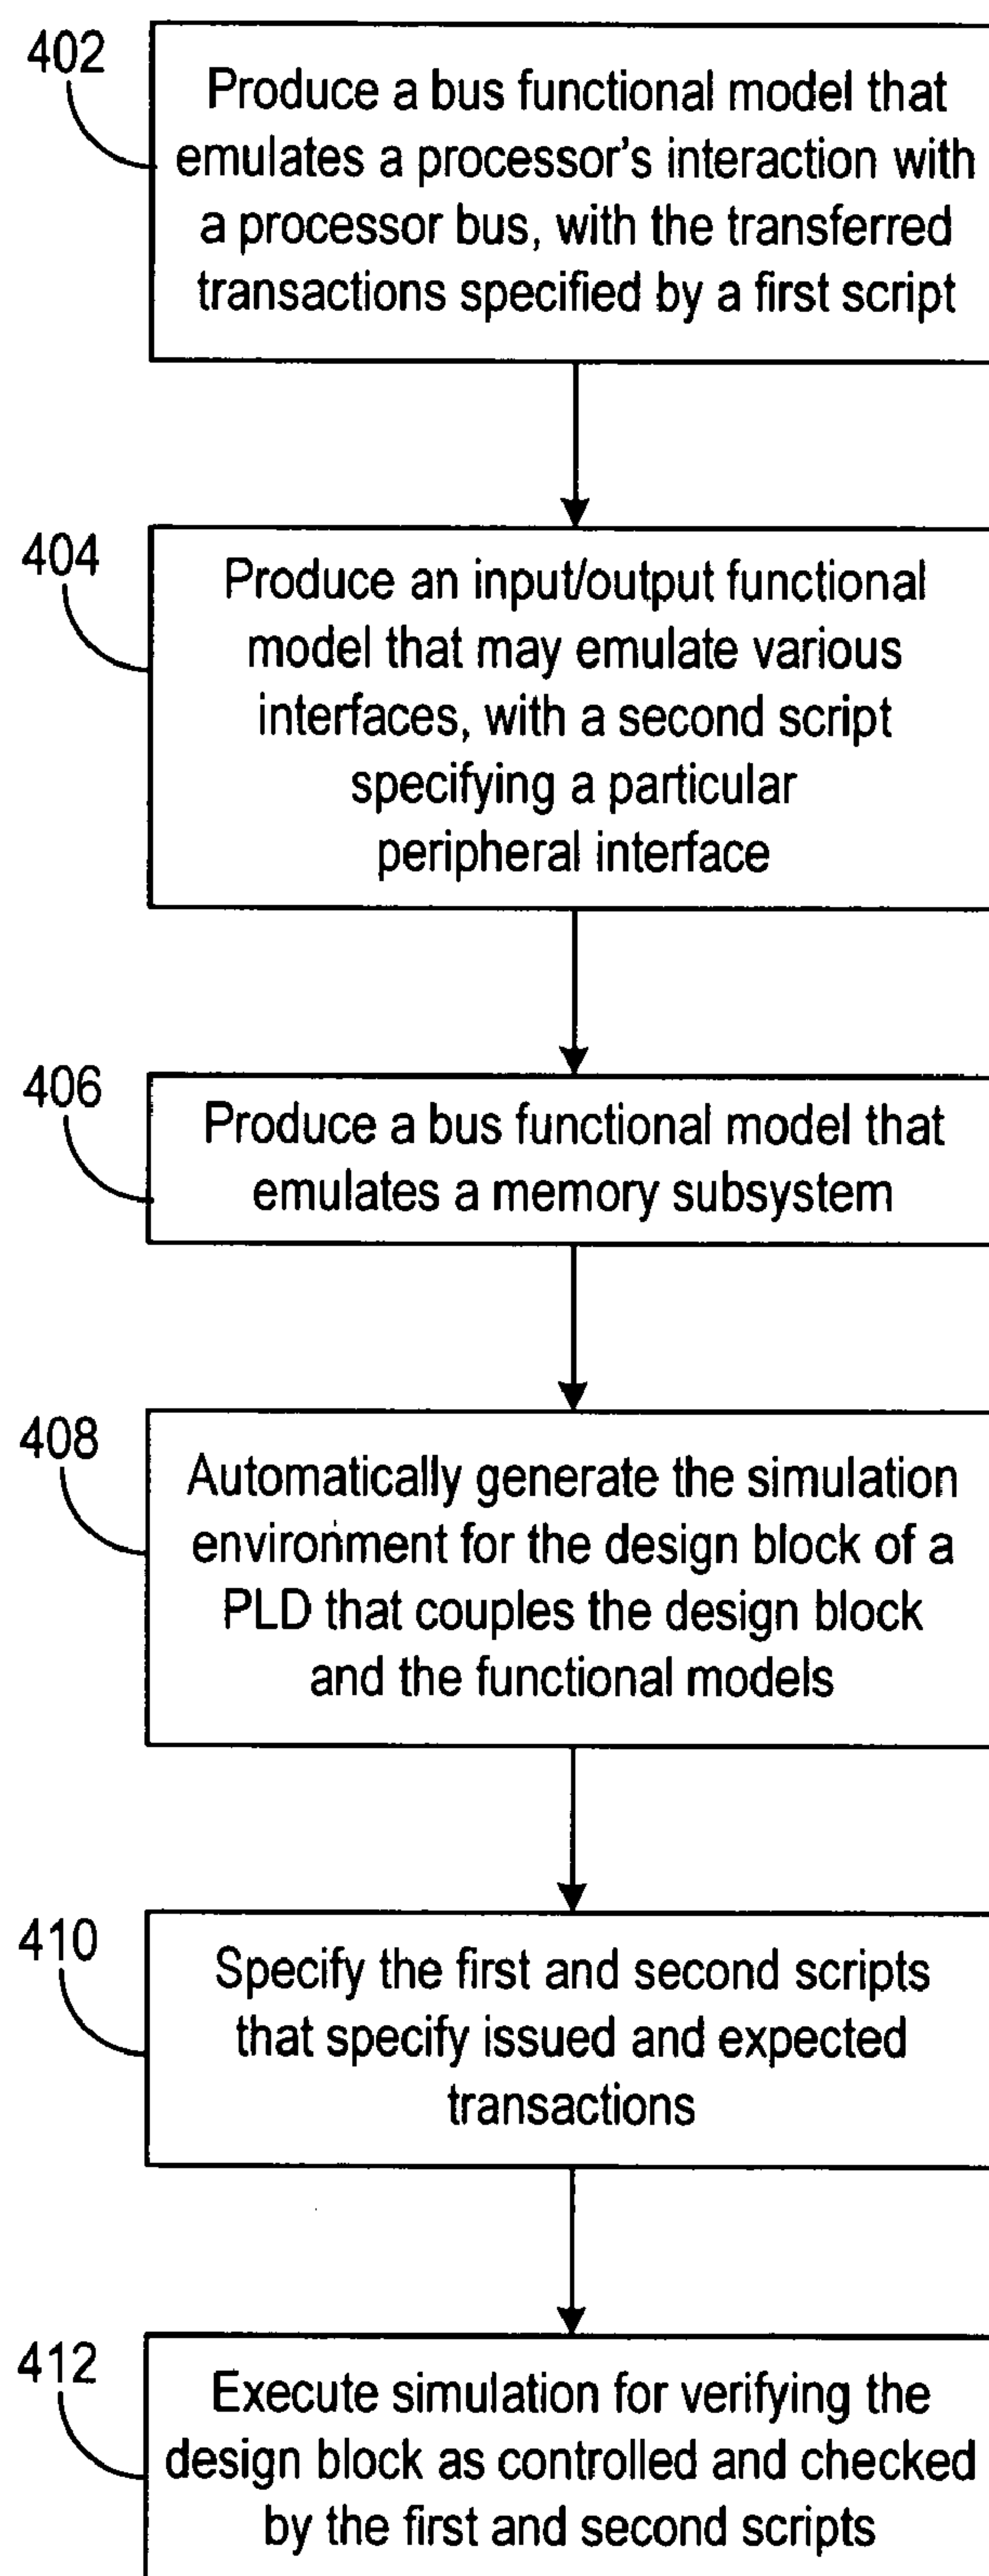 402
Produce a bus functional model that
emulates a processor's interaction with
a processor bus, with the transferred
transactions specified by a first script
404
Produce an input/output functional
model that may emulate various
interfaces, with a second script
specifying a particular
peripheral interface
406
Produce a bus functional model that
emulates a memory subsystem
408
Automatically generate the simulation
environment for the design block of a
PLD that couples the design block
and the functional models
410
Specify the first and second scripts
that specify issued and expected
transactions
412
Execute simulation for verifying the
design block as controlled and checked
by the first and second scripts